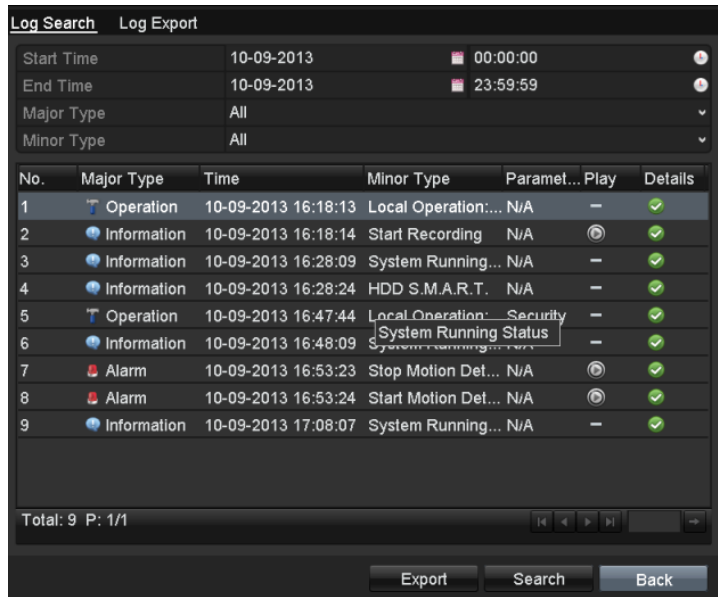 Log Search Log Export
Start Time 10-09-2013 00:00:00
End Time 10-09-2013 23:59:59
Major Type All
Minor Type All
No. Major Type Time Minor Type Paramet... Play Details
1 Operation 10-09-2013 16:18:13 Local Operation:... N/A —
2 Information 10-09-2013 16:18:14 Start Recording N/A
3 Information 10-09-2013 16:28:09 System Running... N/A —
4 Information 10-09-2013 16:28:24 HDD S.M.A.R.T. N/A —
5 Operation 10-09-2013 16:47:44 Local Operation: Security —
System Running Status
6 Information 10-09-2013 16:48:09 System Running... N/A —
7 Alarm 10-09-2013 16:53:23 Stop Motion Det... N/A
8 Alarm 10-09-2013 16:53:24 Start Motion Det... N/A
9 Information 10-09-2013 17:08:07 System Running... N/A —
Total: 9 P: 1/1
Export Search Back